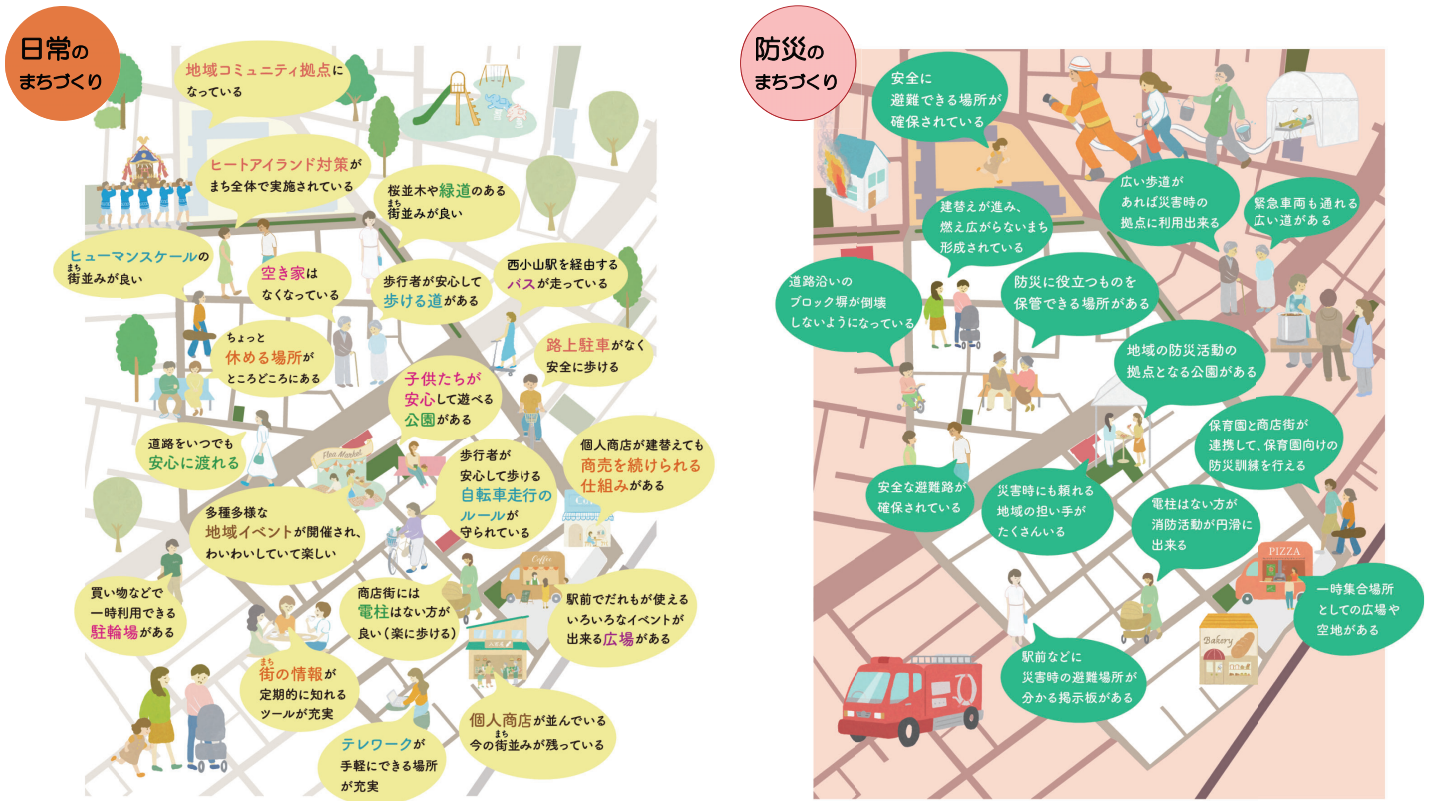 日常の
まちづくり
地域コミュニティ拠点に
なっている
ヒートアイランド対策が
まち全体で実施されている
桜並木や緑道のある
まち
街並みが良い
ヒューマンスケールの
まち
街並みが良い
空き家は
なくなっている
歩行者が安心して
歩ける道がある
西小山駅を経由する
バスが走っている
ちょっと
休める場所が
ところどころにある
路上駐車がなく
安全に歩ける
子供たちが
安心して遊べる
公園がある
道路をいつでも
安心に渡れる
Flea Market
歩行者が
安心して歩ける
自転車走行の
ルールが
守られている
個人商店が建替えても
商売を続けられる
仕組みがある
多種多様な
地域イベントが開催され、
わいわいしていて楽しい
Coffee
買い物などで
一時利用できる
駐輪場がある
商店街には
電柱はない方が
良い（楽に歩ける）
駅前でだれもが使える
いろいろなイベントが
出来る広場がある
まち
街の情報が
定期的に知れる
ツールが充実
テレワークが
手軽にできる場所
が充実
個人商店が並んでいる
まち
今の街並みが残っている
防災の
まちづくり
安全に
避難できる場所が
確保されている
広い歩道が
あれば災害時の
拠点に利用出来る
緊急車両も通れる
広い道がある
建替えが進み、
燃え広がらないまち
形成されている
道路沿いの
ブロック塀が倒壊
しないようになっている
防災に役立つものを
保管できる場所がある
地域の防災活動の
拠点となる公園がある
保育園と商店街が
連携して、保育園向けの
防災訓練を行える
安全な避難路が
確保されている
災害時にも頼れる
地域の担い手が
たくさんいる
電柱はない方が
消防活動が円滑に
出来る
PIZZA
一時集合場所
としての広場や
空地がある
Bakery
駅前などに
災害時の避難場所が
分かる掲示板がある